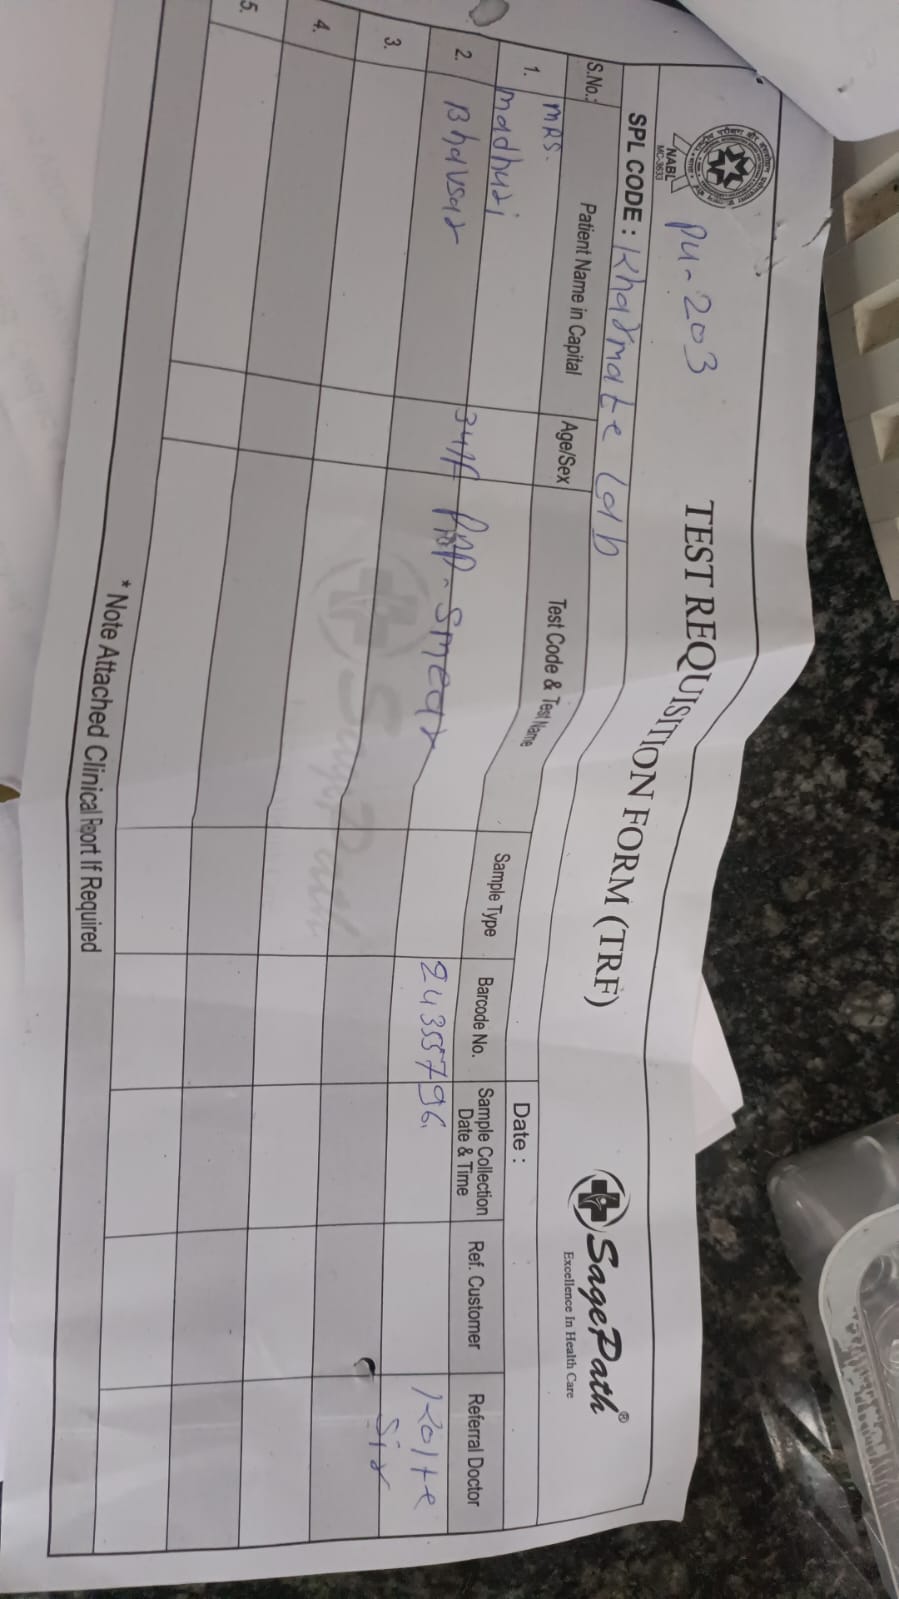 राष्ट्रीय
NABL
MC-3633
PU-203
TEST REQUISITION FORM (TRF)
SagePath®
Excellence In Health Care
SPL CODE : Kharmate Lab
Date :
S.No.: Patient Name in Capital Age/Sex Test Code & Test Name Sample Type Barcode No. Sample Collection Date & Time Ref. Customer Referral Doctor
1. MRS.
Madhuri
2. Bhavsar 34/F PAP-Smear 24355796 Kolte
Sir
3.
4.
5.
SagePath
* Note Attached Clinical Report If Required